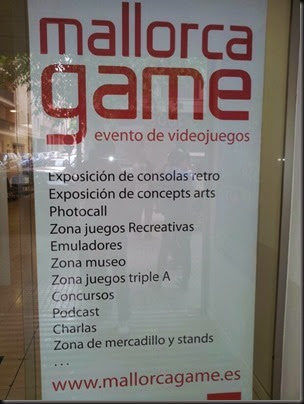 mallorca
game
evento de videojuegos
Exposición de consolas retro
Exposición de concepts arts
Photocall
Zona juegos Recreativas
Emuladores
Zona museo
Zona juegos triple A
Concursos
Podcast
Charlas
Zona de mercadillo y stands
...
www.mallorcagame.es